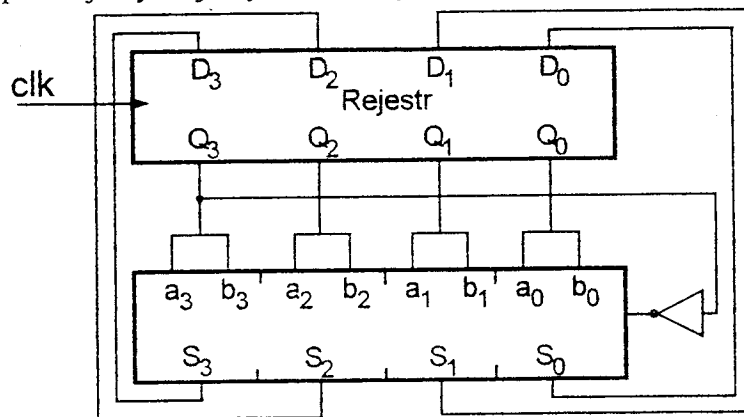 D3 D2 D1 D0
clk
Rejestr
Q3 Q2 Q1 Q0
a3 b3 a2 b2 a1 b1 a0 b0
S3 S2 S1 S0